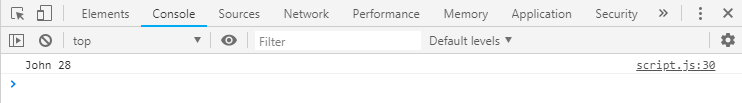 Elements Console Sources Network Performance Memory Application Security »
top Filter Default levels
John 28 script.js:30
>